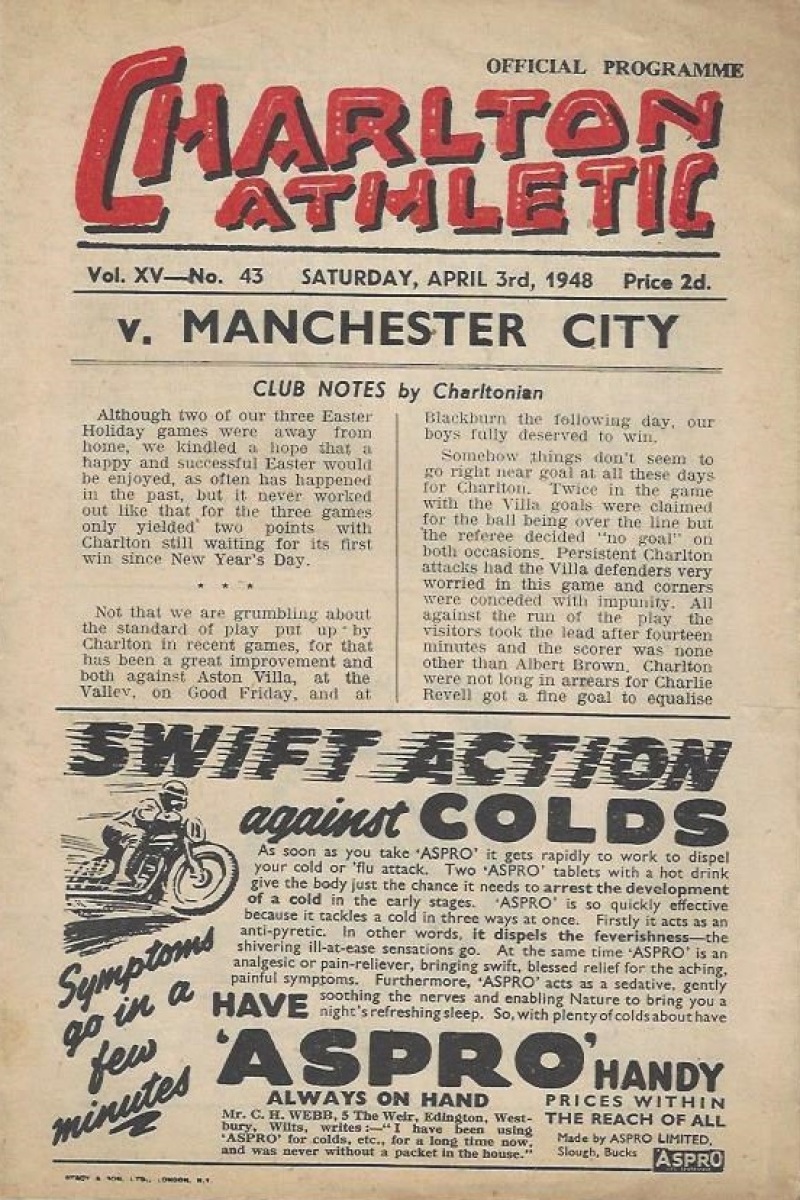 OFFICIAL PROGRAMME
CHARLTON
ATHLETIC
Vol. XV—No. 43 SATURDAY, APRIL 3rd, 1948 Price 2d.
v. MANCHESTER CITY
CLUB NOTES by Charltonian
Although two of our three Easter
Holiday games were away from
home, we kindled a hope that a
happy and successful Easter would
be enjoyed, as often has happened
in the past, but it never worked
out like that for the three games
only yielded two points with
Charlton still waiting for its first
win since New Year's Day.
* * *
Not that we are grumbling about
the standard of play put up by
Charlton in recent games, for that
has been a great improvement and
both against Aston Villa, at the
Valley, on Good Friday, and at
Blackburn the following day, our
boys fully deserved to win.
Somehow things don't seem to
go right near goal at all these days
for Charlton. Twice in the game
with the Villa goals were claimed
for the ball being over the line but
the referee decided "no goal" on
both occasions. Persistent Charlton
attacks had the Villa defenders very
worried in this game and corners
were conceded with impunity. All
against the run of the play the
visitors took the lead after fourteen
minutes and the scorer was none
other than Albert Brown. Charlton
were not long in arrears for Charlie
Revell got a fine goal to equalise
SWIFT ACTION
against COLDS
As soon as you take 'ASPRO' it gets rapidly to work to dispel
your cold or 'flu attack. Two 'ASPRO' tablets with a hot drink
give the body just the chance it needs to arrest the development
of a cold in the early stages. 'ASPRO' is so quickly effective
because it tackles a cold in three ways at once. Firstly it acts as an
anti-pyretic. In other words, it dispels the feverishness—the
shivering ill-at-ease sensations go. At the same time 'ASPRO' is an
analgesic or pain-reliever, bringing swift, blessed relief for the aching,
painful symptoms. Furthermore, 'ASPRO' acts as a sedative, gently
soothing the nerves and enabling Nature to bring you a
night's refreshing sleep. So, with plenty of colds about have
Symptoms
go in a
few
minutes
HAVE
'ASPRO' HANDY
ALWAYS ON HAND
Mr. C. H. WEBB, 5 The Weir, Edington, West-
bury, Wilts, writes:—"I have been using
'ASPRO' for colds, etc., for a long time now,
and was never without a packet in the house."
PRICES WITHIN
THE REACH OF ALL
Made by ASPRO LIMITED,
Slough, Bucks
ASPRO
& SON, LTD., LONDON,